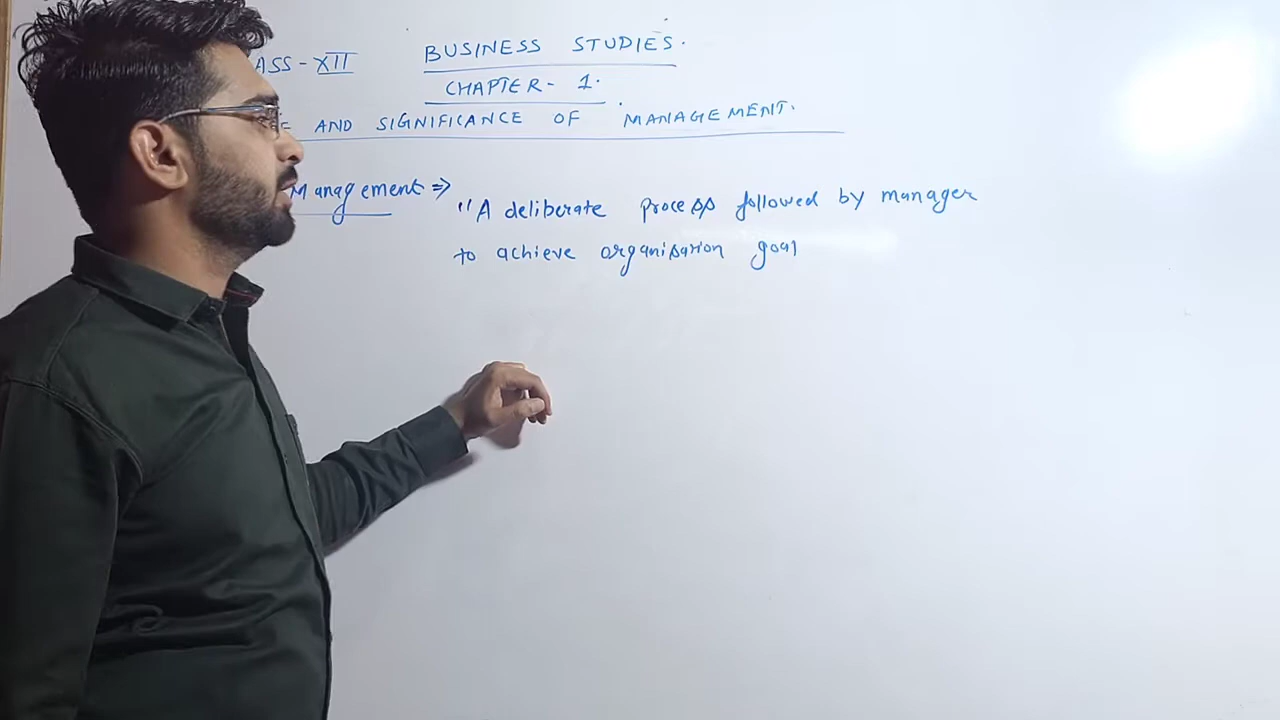 ASS - XII BUSINESS STUDIES.
CHAPTER - 1.
AND SIGNIFICANCE OF MANAGEMENT.
Management ⇒ "A deliberate process followed by manager
to achieve organisation goal